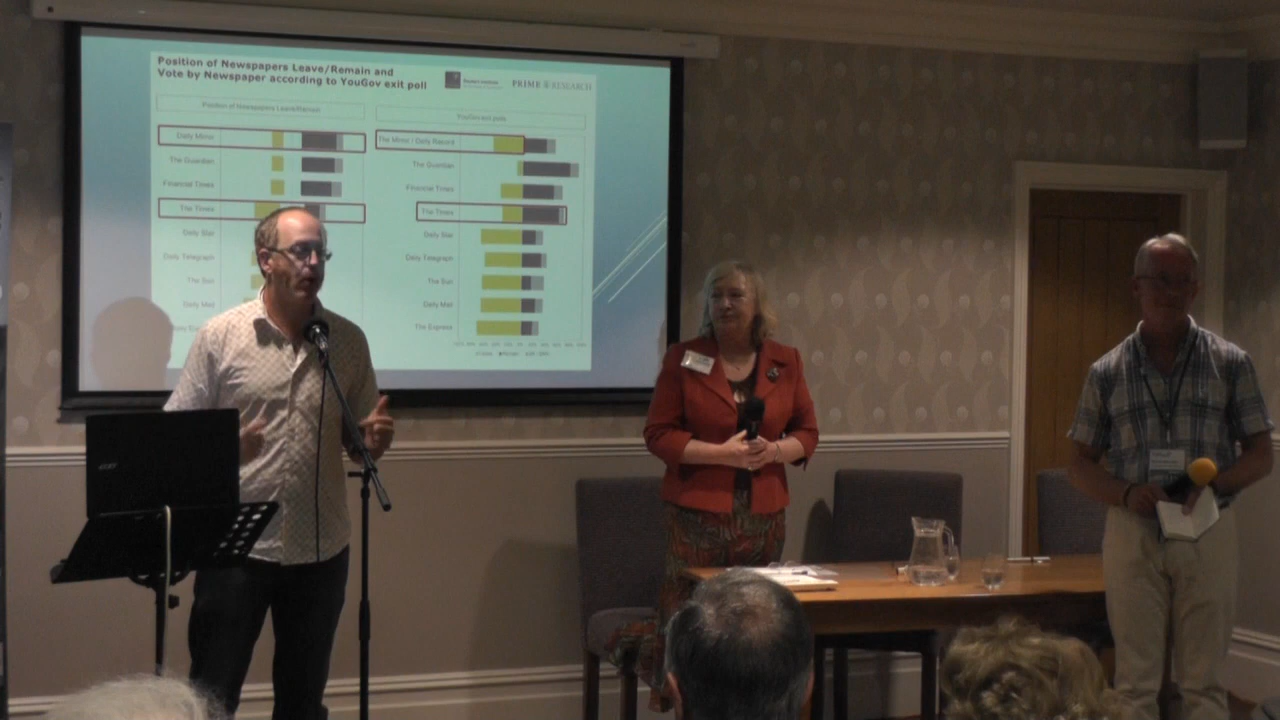 Position of Newspapers Leave/Remain and
Vote by Newspaper according to YouGov exit poll
PRIME RESEARCH
Position of Newspapers Leave/Remain
YouGov exit polls
Daily Mirror
The Mirror / Daily Record
The Guardian
The Guardian
Financial Times
Financial Times
The Times
The Times
Daily Star
Daily Star
Daily Telegraph
Daily Telegraph
The Sun
The Sun
Daily Mail
Daily Mail
The Express
acer